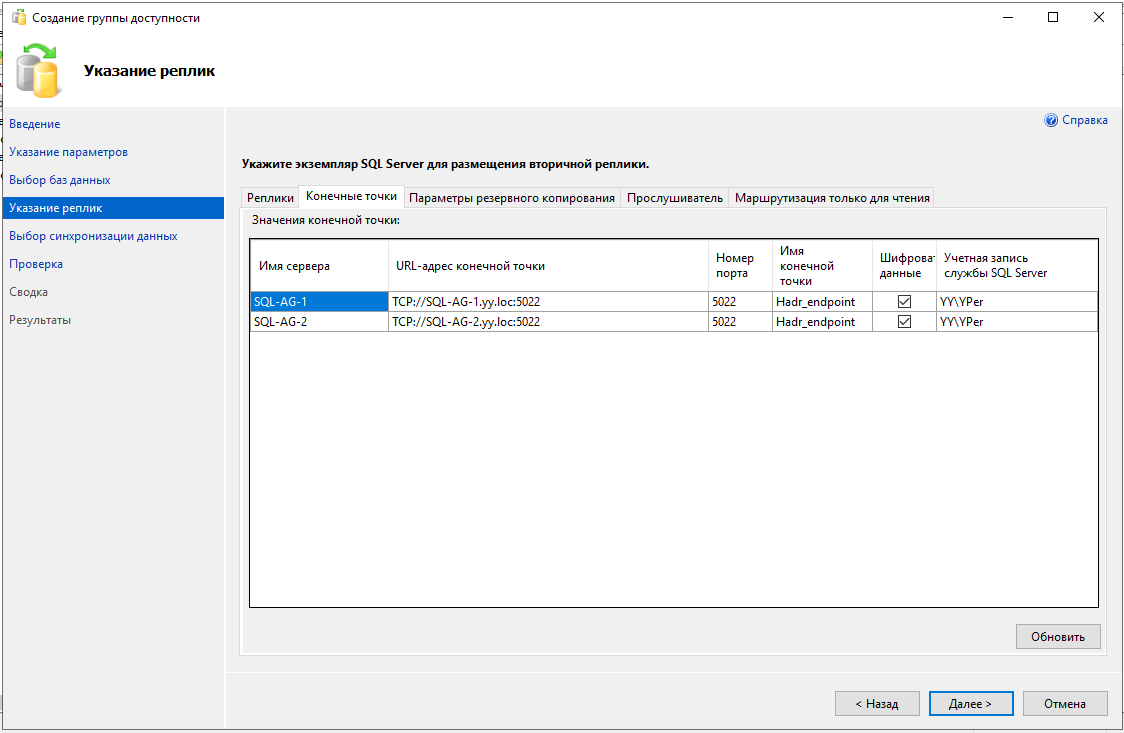 Создание группы доступности
Указание реплик
Справка
Введение
Указание параметров
Выбор баз данных
Указание реплик
Выбор синхронизации данных
Проверка
Сводка
Результаты
Укажите экземпляр SQL Server для размещения вторичной реплики.
Реплики Конечные точки Параметры резервного копирования Прослушиватель Маршрутизация только для чтения
Значения конечной точки:
Имя сервера URL-адрес конечной точки Номер порта Имя конечной точки Шифроват данные Учетная запись службы SQL Server
SQL-AG-1 TCP://SQL-AG-1.yy.loc:5022 5022 Hadr_endpoint YY\YPer
SQL-AG-2 TCP://SQL-AG-2.yy.loc:5022 5022 Hadr_endpoint YY\YPer
Обновить
< Назад Далее > Отмена